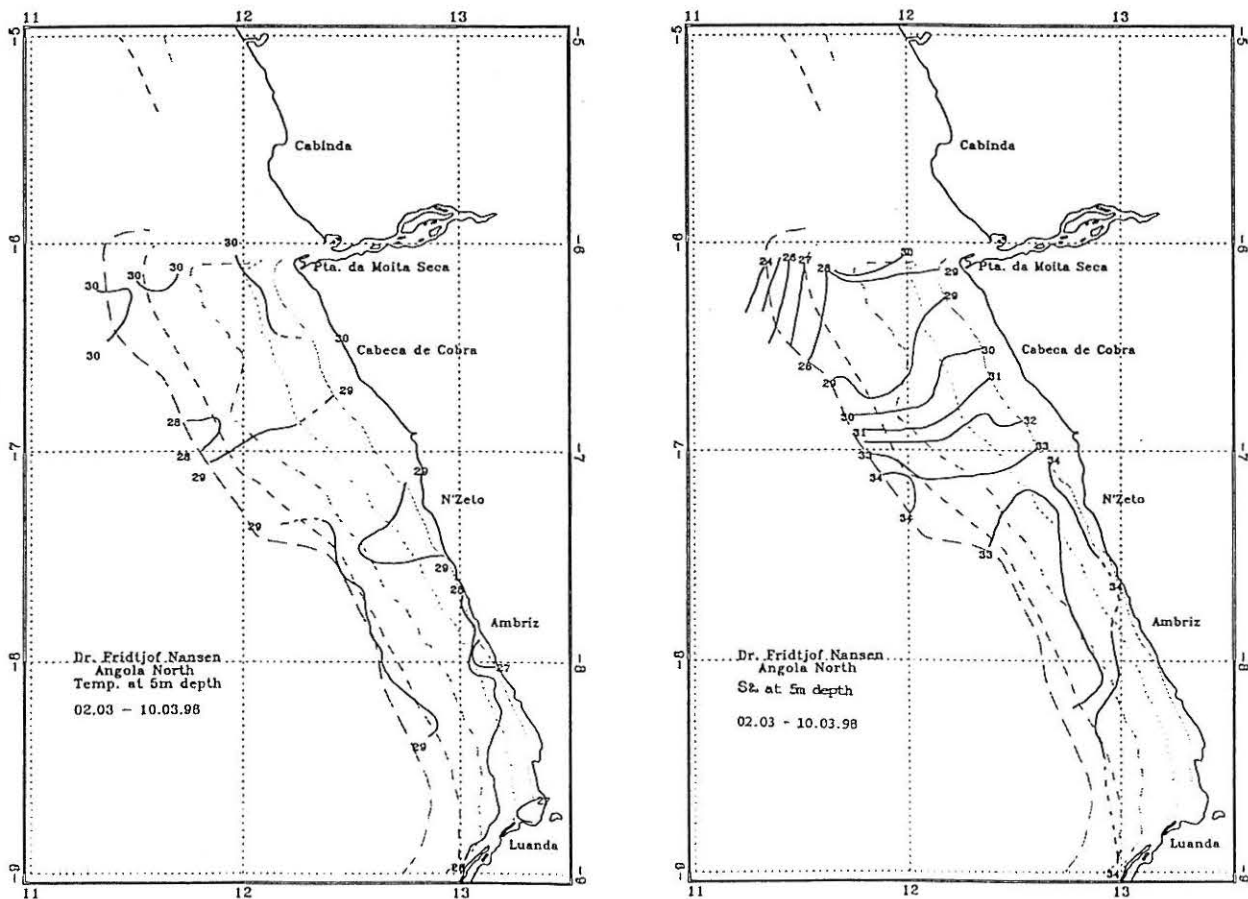 11 12 13
-5 -5
Cabinda
-6 -6
30
30 30
30
Pta. da Moita Seca
30
30
Cabeca de Cobra
29
28
28
29
-7 -7
29
N'Zeto
29
29
28
Ambriz
-8
27
-8
Dr. Fridtjof Nansen
Angola North
Temp. at 5m depth
02.03 - 10.03.98
29
27
Luanda
28
-9 -9
11 12 13
11 12 13
-5 -5
Cabinda
-6 -6
24 26 27 28
29
Pta. da Moita Seca
29
30
Cabeca de Cobra
28
29
31
30
32
31
33
33
-7 -7
34
34
N'Zeto
34
33
34
Ambriz
-8 -8
Dr. Fridtjof Nansen
Angola North
at 5m depth
02.03 - 10.03.98
Luanda
34
-9 -9
11 12 13